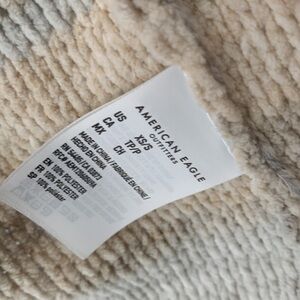 AMERICAN EAGLE
OUTFITTERS
US XS/S
CA TP/P
MX CH
MADE IN CHINA / FABRIQUÉ EN CHINE /
HECHO EN CHINA
EN 100% POLYESTER
FR 100% POLYESTER
SP 100% poliéster